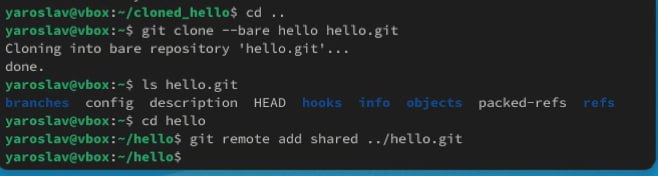 yaroslav@vbox:~/cloned_hello$ cd ..
yaroslav@vbox:~$ git clone --bare hello hello.git
Cloning into bare repository 'hello.git'...
done.
yaroslav@vbox:~$ ls hello.git
branches config description HEAD hooks info objects packed-refs refs
yaroslav@vbox:~$ cd hello
yaroslav@vbox:~/hello$ git remote add shared ../hello.git
yaroslav@vbox:~/hello$